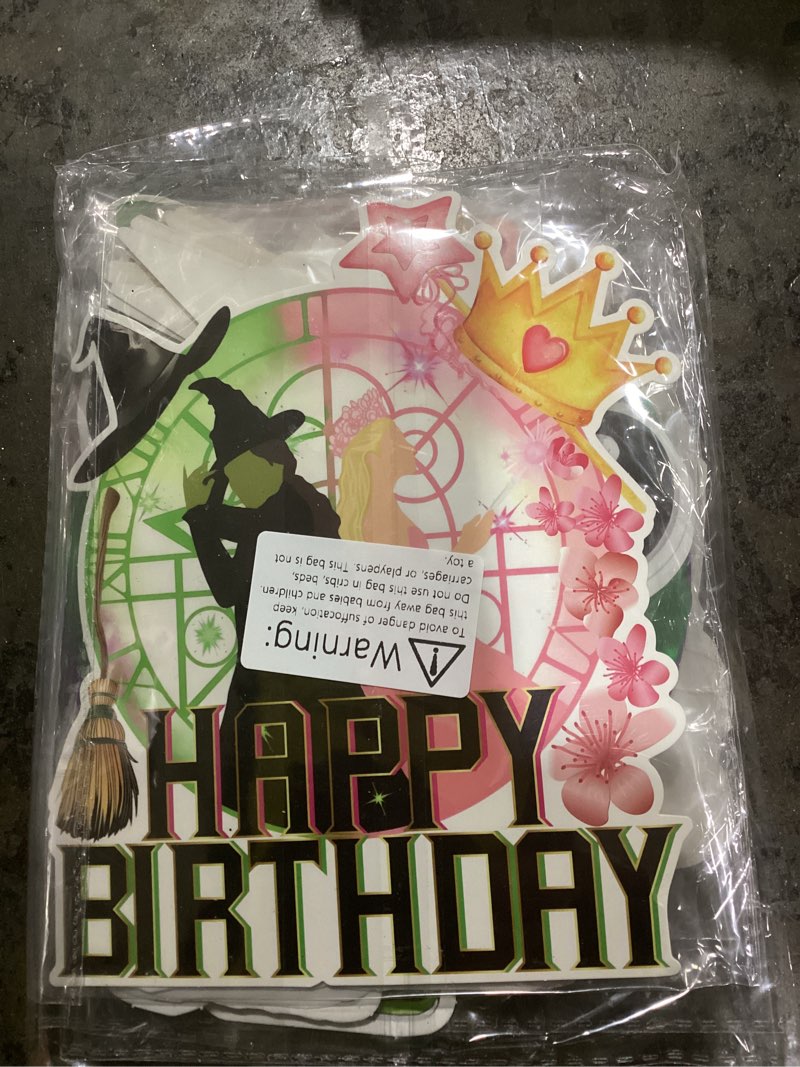 HAPPY
BIRTHDAY
Warning:
To avoid danger of suffocation, keep
this bag away from babies and children.
Do not use this bag in cribs, beds,
carriages, or playpens. This bag is not
a toy.